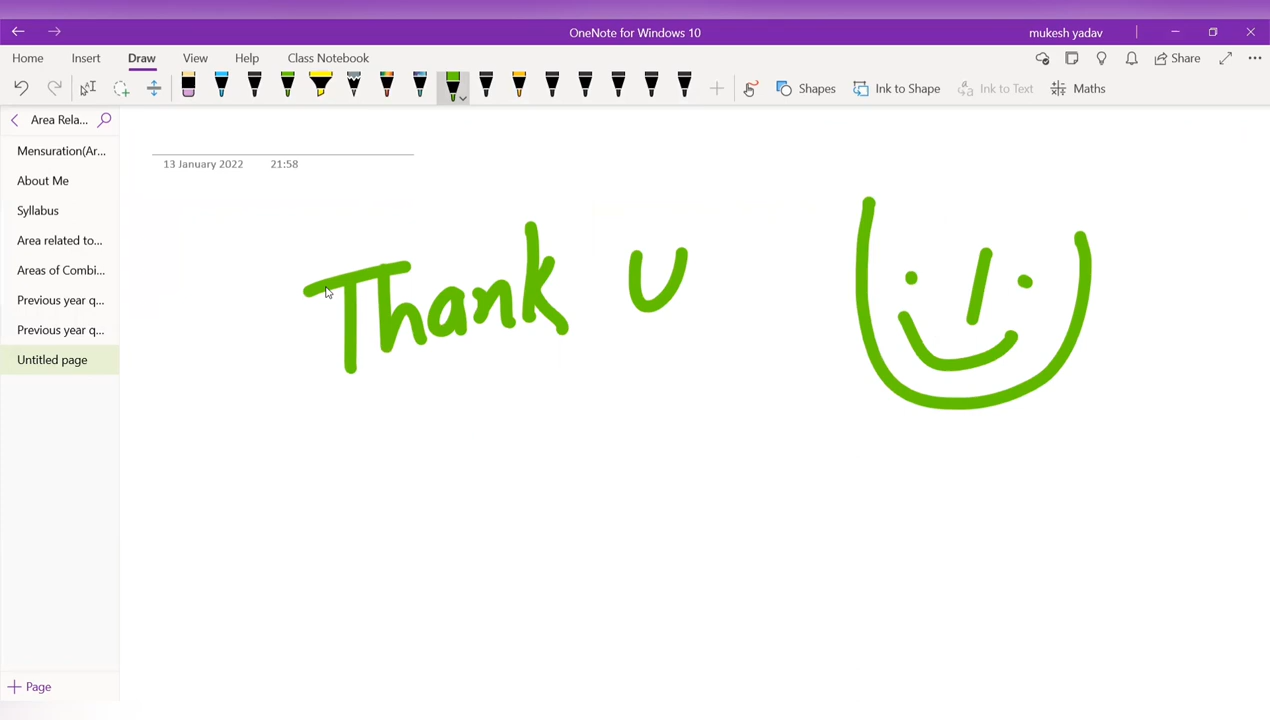 OneNote for Windows 10
mukesh yadav
Home Insert Draw View Help Class Notebook
Share
Shapes Ink to Shape Ink to Text Maths
Area Rela...
Mensuration(Ar...
About Me
Syllabus
Area related to...
Areas of Combi...
Previous year q...
Previous year q...
Untitled page
Page
13 January 2022 21:58
Thank U